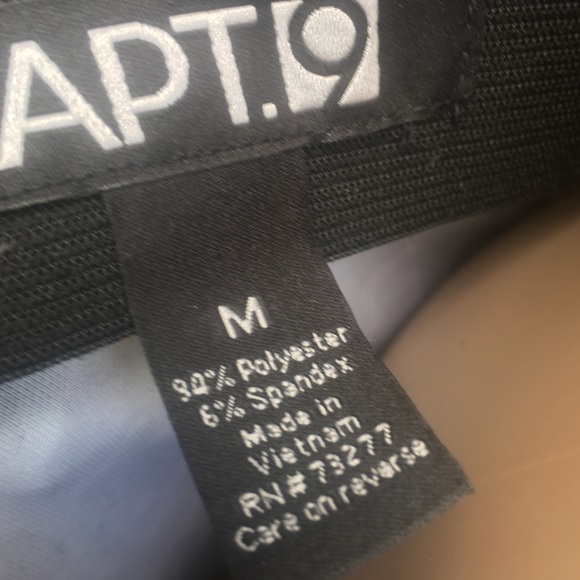 APT.9
M
94% Polyester
6% Spandex
Made in
Vietnam
RN# 73277
Care on reverse